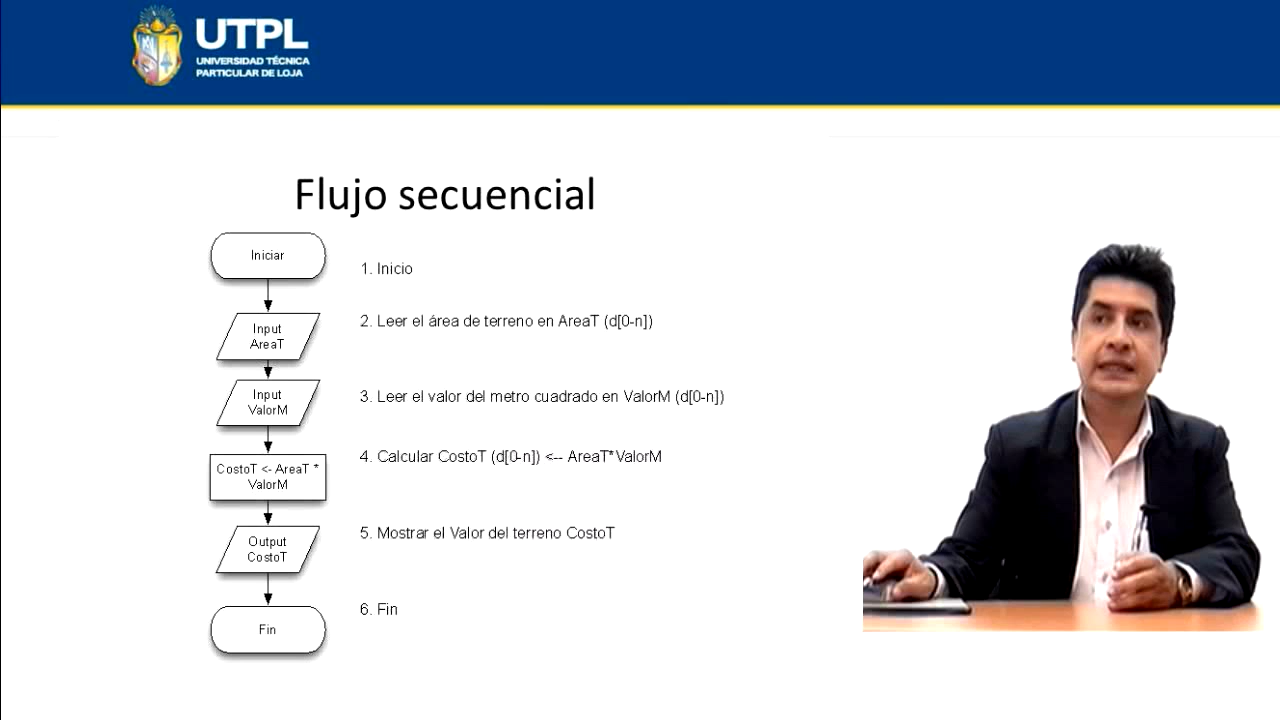 UTPL
UNIVERSIDAD TÉCNICA
PARTICULAR DE LOJA
Flujo secuencial
Iniciar
1. Inicio
Input
AreaT
2. Leer el área de terreno en AreaT (d[0-n])
Input
ValorM
3. Leer el valor del metro cuadrado en ValorM (d[0-n])
CostoT <- AreaT *
ValorM
4. Calcular CostoT (d[0-n]) <-- AreaT*ValorM
Output
CostoT
5. Mostrar el Valor del terreno CostoT
Fin
6. Fin